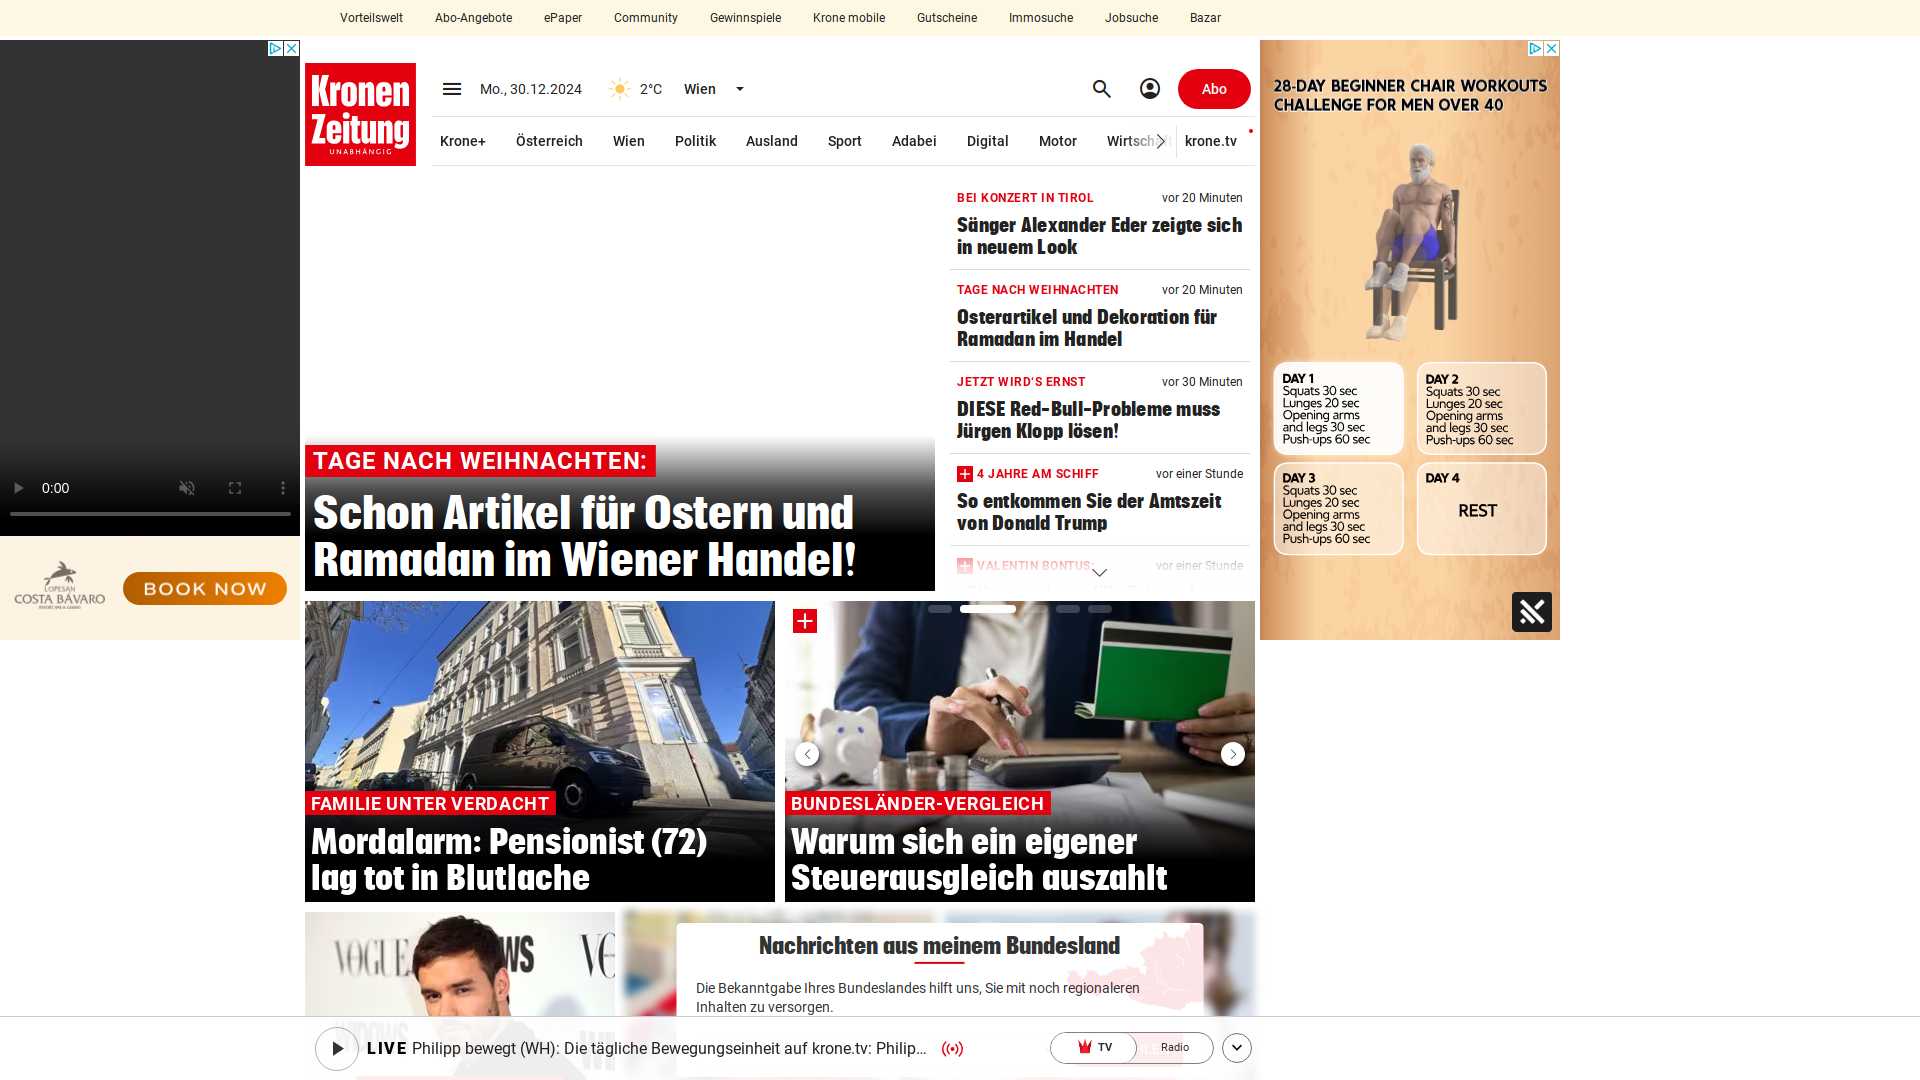 Vorteilswelt Abo-Angebote ePaper Community Gewinnspiele Krone mobile Gutscheine Immosuche Jobsuche Bazar
Kronen
Zeitung
UNABHÄNGIG
Mo., 30.12.2024 2°C Wien Abo
Krone+ Österreich Wien Politik Ausland Sport Adabei Digital Motor krone.tv
0:00
LOPESAN
COSTA BÁVARO
BOOK NOW
TAGE NACH WEIHNACHTEN:
Schon Artikel für Ostern und
Ramadan im Wiener Handel!
BEI KONZERT IN TIROL vor 20 Minuten
Sänger Alexander Eder zeigte sich
in neuem Look
TAGE NACH WEIHNACHTEN vor 20 Minuten
Osterartikel und Dekoration für
Ramadan im Handel
JETZT WIRD'S ERNST vor 30 Minuten
DIESE Red-Bull-Probleme muss
Jürgen Klopp lösen!
4 JAHRE AM SCHIFF vor einer Stunde
So entkommen Sie der Amtszeit
von Donald Trump
VALENTIN BONTUS: vor einer Stunde
28-DAY BEGINNER CHAIR WORKOUTS
CHALLENGE FOR MEN OVER 40
DAY 1
Squats 30 sec
Lunges 20 sec
Opening arms
and legs 30 sec
Push-ups 60 sec
DAY 2
Squats 30 sec
Lunges 20 sec
Opening arms
and legs 30 sec
Push-ups 60 sec
DAY 3
Squats 30 sec
Lunges 20 sec
Opening arms
and legs 30 sec
Push-ups 60 sec
DAY 4
REST
FAMILIE UNTER VERDACHT
Mordalarm: Pensionist (72)
lag tot in Blutlache
BUNDESLÄNDER-VERGLEICH
Warum sich ein eigener
Steuerausgleich auszahlt
VOGUE
Nachrichten aus meinem Bundesland
Die Bekanntgabe Ihres Bundeslandes hilft uns, Sie mit noch regionaleren
Inhalten zu versorgen.
LIVE Philipp bewegt (WH): Die tägliche Bewegungseinheit auf krone.tv: Philip...
TV Radio